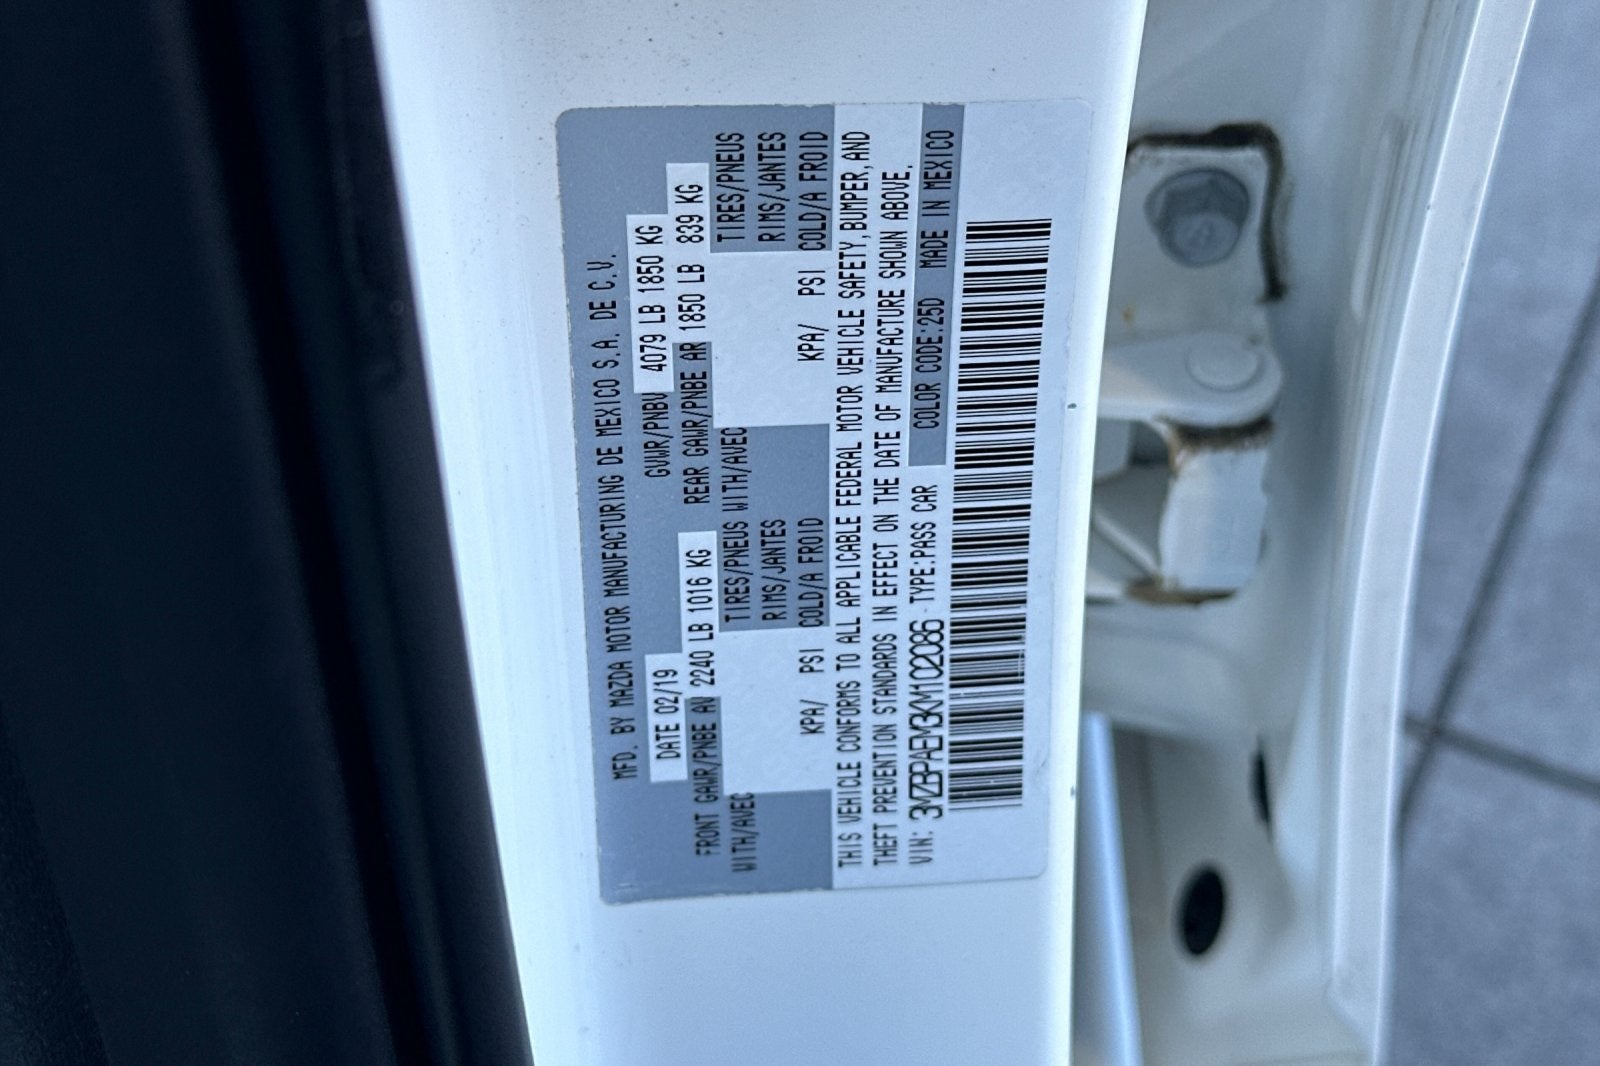 MFD. BY MAZDA MOTOR MANUFACTURING DE MEXICO S.A. DE C.V.
DATE 02/19 GVWR/PNBV 4079 LB 1850 KG
FRONT GAWR/PNBE AV 2240 LB 1016 KG REAR GAWR/PNBE AR 1850 LB 839 KG
WITH/AVEC TIRES/PNEUS WITH/AVEC TIRES/PNEUS
RIMS/JANTES RIMS/JANTES
KPA/ PSI COLD/A FROID KPA/ PSI COLD/A FROID
THIS VEHICLE CONFORMS TO ALL APPLICABLE FEDERAL MOTOR VEHICLE SAFETY, BUMPER, AND
THEFT PREVENTION STANDARDS IN EFFECT ON THE DATE OF MANUFACTURE SHOWN ABOVE.
VIN: 3MZBPAEM3KM102086 TYPE:PASS CAR COLOR CODE:25D MADE IN MEXICO